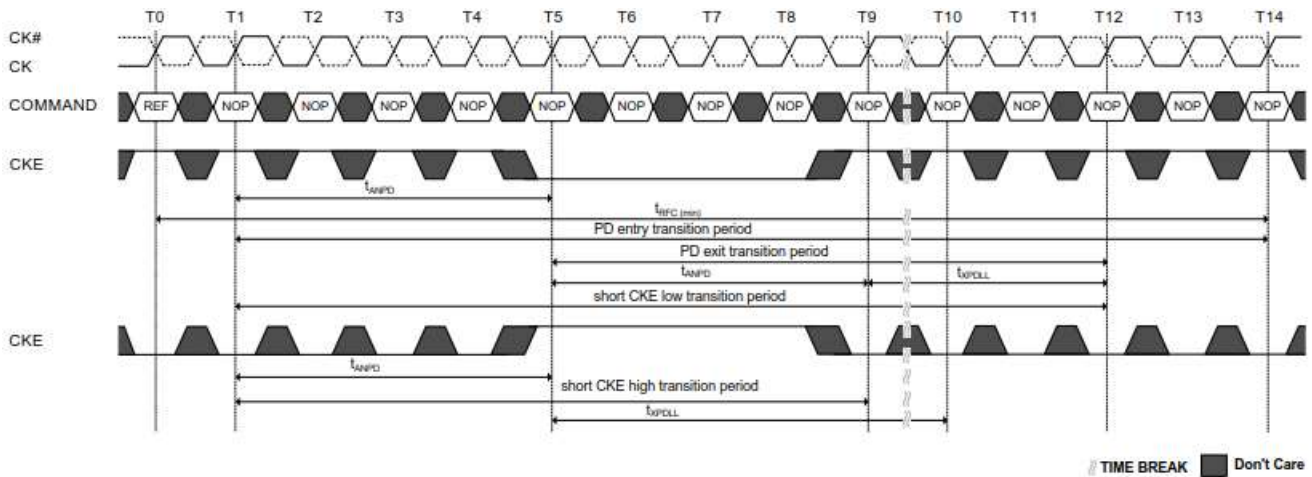 T0 T1 T2 T3 T4 T5 T6 T7 T8 T9 T10 T11 T12 T13 T14
CK#
CK
COMMAND REF NOP NOP NOP NOP NOP NOP NOP NOP NOP NOP NOP NOP NOP NOP
CKE
tANPD
tRFC (min)
PD entry transition period
PD exit transition period
tANPD tXPDLL
short CKE low transition period
CKE
tANPD
short CKE high transition period
tXPDLL
TIME BREAK Don't Care